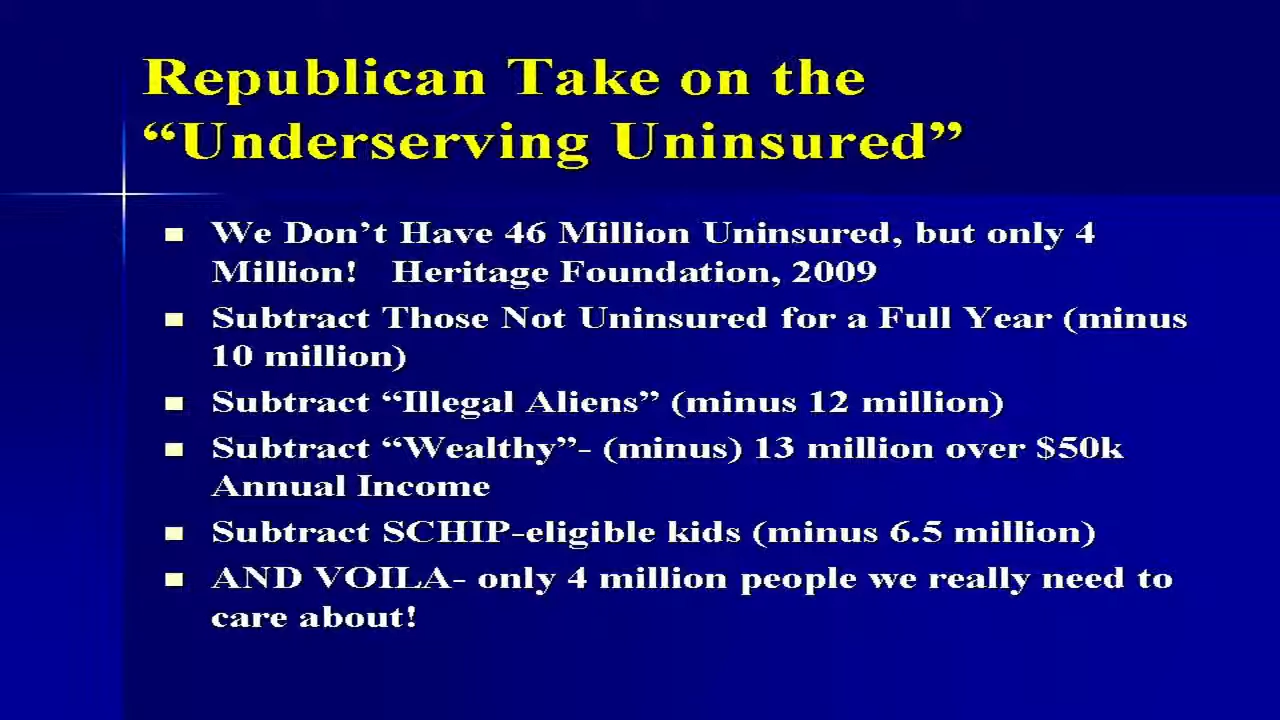 Republican Take on the
“Underserving Uninsured”
We Don’t Have 46 Million Uninsured, but only 4
Million! Heritage Foundation, 2009
Subtract Those Not Uninsured for a Full Year (minus
10 million)
Subtract “Illegal Aliens” (minus 12 million)
Subtract “Wealthy”- (minus) 13 million over $50k
Annual Income
Subtract SCHIP-eligible kids (minus 6.5 million)
AND VOILA- only 4 million people we really need to
care about!